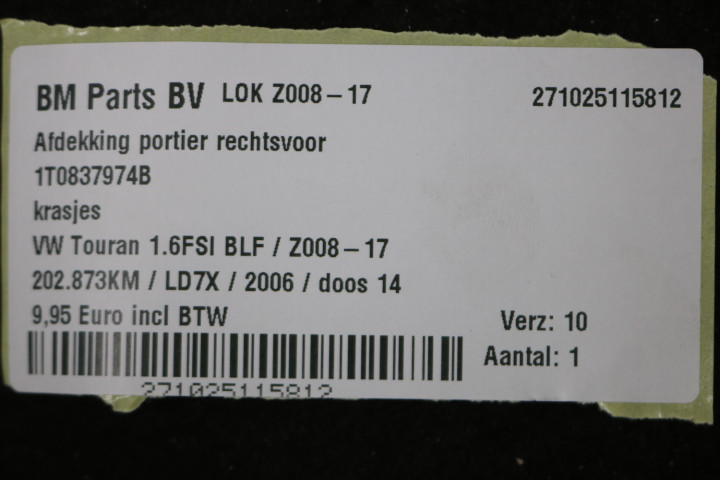 BM Parts BV LOK Z008-17 271025115812
Afdekking portier rechtsvoor
1T0837974B
krasjes
VW Touran 1.6FSI BLF / Z008-17
202.873KM / LD7X / 2006 / doos 14
9,95 Euro incl BTW
Verz: 10
Aantal: 1
271025115812